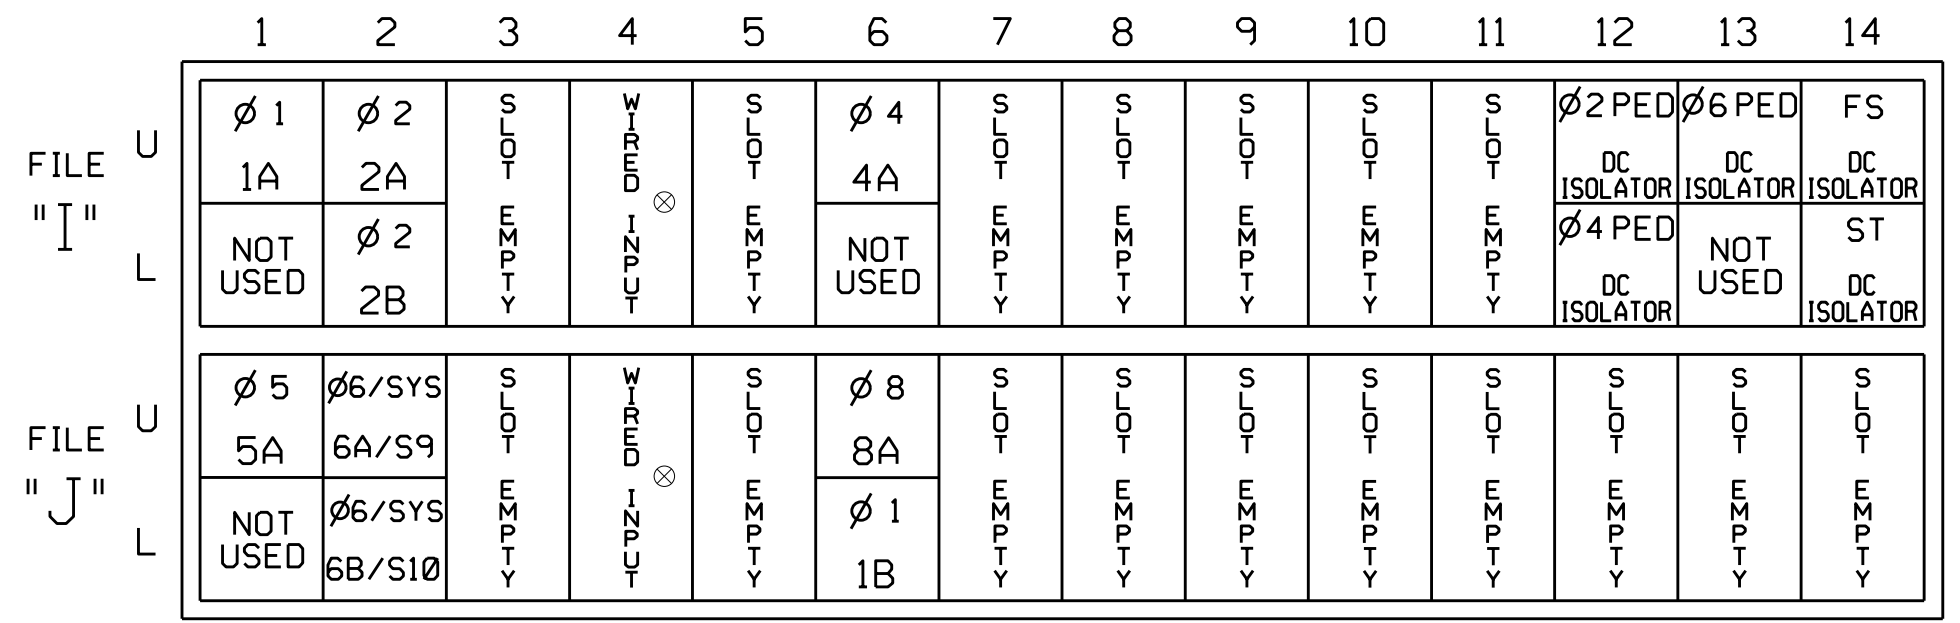 1 2 3 4 5 6 7 8 9 10 11 12 13 14
FILE "I"
U
L
Ø 1
1A
NOT
USED
Ø 2
2A
Ø 2
2B
SLOT EMPTY
WIRED INPUT
SLOT EMPTY
Ø 4
4A
NOT
USED
SLOT EMPTY
SLOT EMPTY
SLOT EMPTY
SLOT EMPTY
SLOT EMPTY
Ø2 PED
DC
ISOLATOR
Ø4 PED
DC
ISOLATOR
Ø6 PED
DC
ISOLATOR
NOT
USED
FS
DC
ISOLATOR
ST
DC
ISOLATOR
FILE "J"
U
L
Ø 5
5A
NOT
USED
Ø6/SYS
6A/S9
Ø6/SYS
6B/S10
SLOT EMPTY
WIRED INPUT
SLOT EMPTY
Ø 8
8A
Ø 1
1B
SLOT EMPTY
SLOT EMPTY
SLOT EMPTY
SLOT EMPTY
SLOT EMPTY
SLOT EMPTY
SLOT EMPTY
SLOT EMPTY